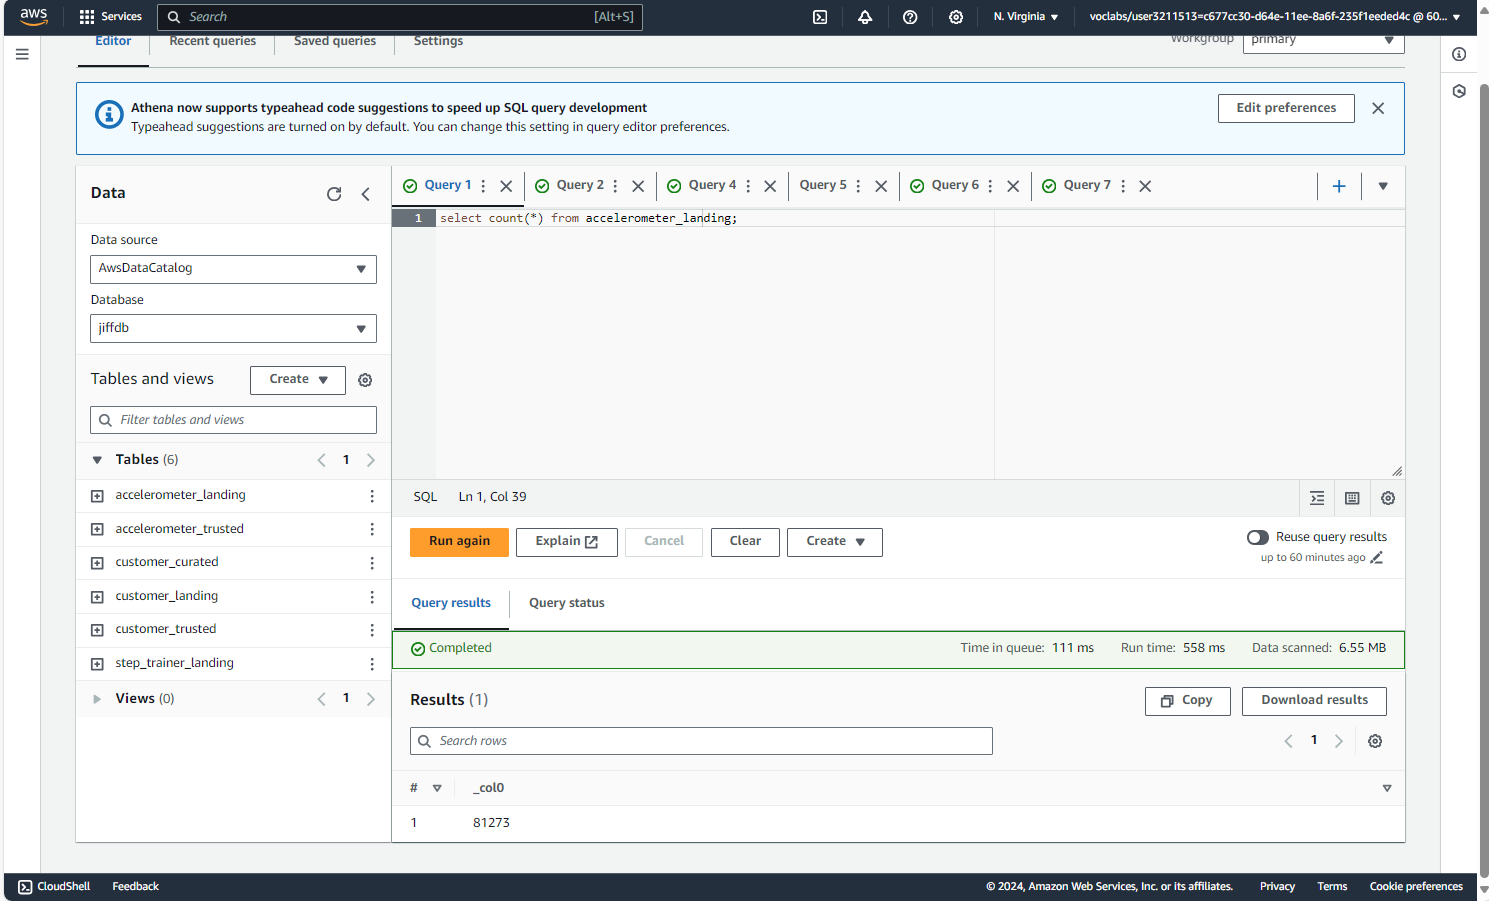 aws
Services
Search
[Alt+S]
N. Virginia
voclabs/user3211513=c677cc30-d64e-11ee-8a6f-235f1eeded4c @ 60...
Editor
Recent queries
Saved queries
Settings
Workgroup
primary
Athena now supports typeahead code suggestions to speed up SQL query development
Typeahead suggestions are turned on by default. You can change this setting in query editor preferences.
Edit preferences
Data
Data source
AwsDataCatalog
Database
jiffdb
Tables and views
Create
Filter tables and views
Tables (6)
1
accelerometer_landing
accelerometer_trusted
customer_curated
customer_landing
customer_trusted
step_trainer_landing
Views (0)
1
Query 1
Query 2
Query 4
Query 5
Query 6
Query 7
1 select count(*) from accelerometer_landing;
SQL
Ln 1, Col 39
Run again
Explain
Cancel
Clear
Create
Reuse query results
up to 60 minutes ago
Query results
Query status
Completed
Time in queue: 111 ms
Run time: 558 ms
Data scanned: 6.55 MB
Results (1)
Copy
Download results
Search rows
1
# _col0
1 81273
CloudShell
Feedback
© 2024, Amazon Web Services, Inc. or its affiliates.
Privacy
Terms
Cookie preferences